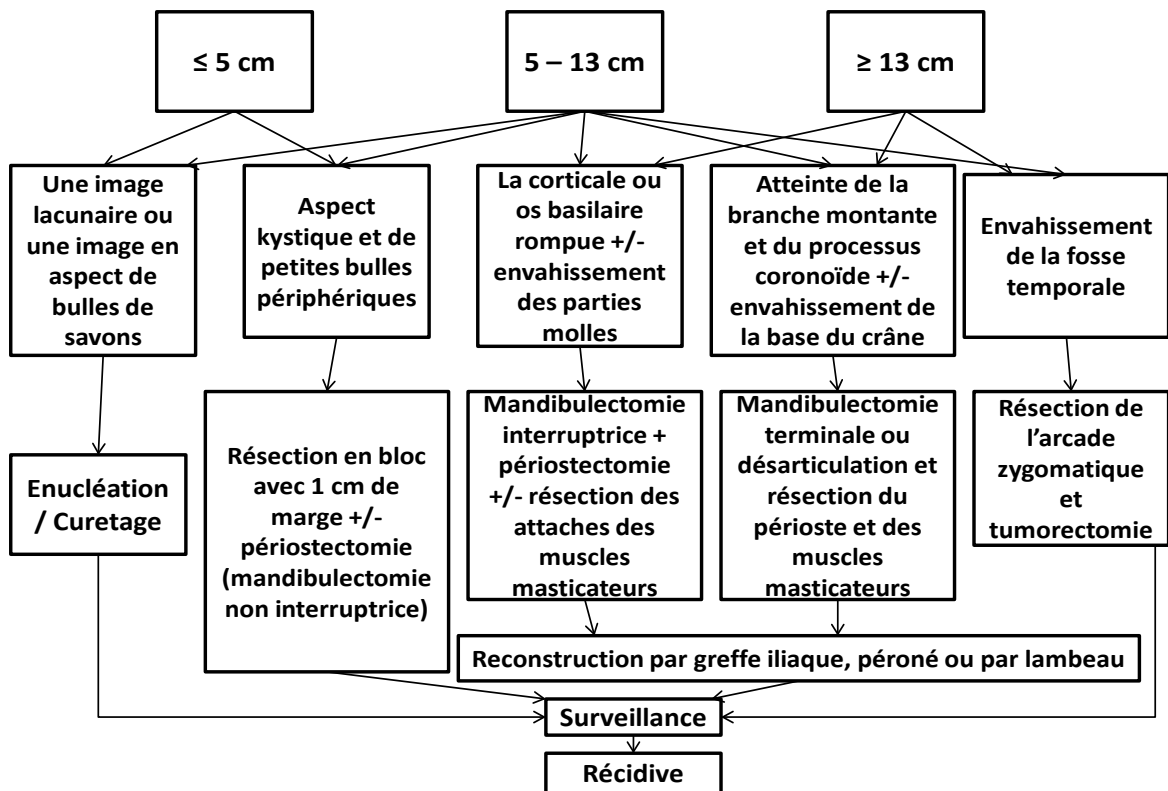 ≤ 5 cm
5 – 13 cm
≥ 13 cm
Une image
lacunaire ou
une image en
aspect de
bulles de
savons
Aspect
kystique et de
petites bulles
périphériques
La corticale ou
os basilaire
rompue +/-
envahissement
des parties
molles
Atteinte de la
branche montante
et du processus
coronoïde +/-
envahissement de
la base du crâne
Envahissement
de la fosse
temporale
Enucléation
/ Curetage
Résection en bloc
avec 1 cm de
marge +/-
périostectomie
(mandibulectomie
non interruptrice)
Mandibulectomie
interruptrice +
périostectomie
+/- résection des
attaches des
muscles
masticateurs
Mandibulectomie
terminale ou
désarticulation et
résection du
périoste et des
muscles
masticateurs
Résection de
l’arcade
zygomatique
et
tumorectomie
Reconstruction par greffe iliaque, péroné ou par lambeau
Surveillance
Récidive